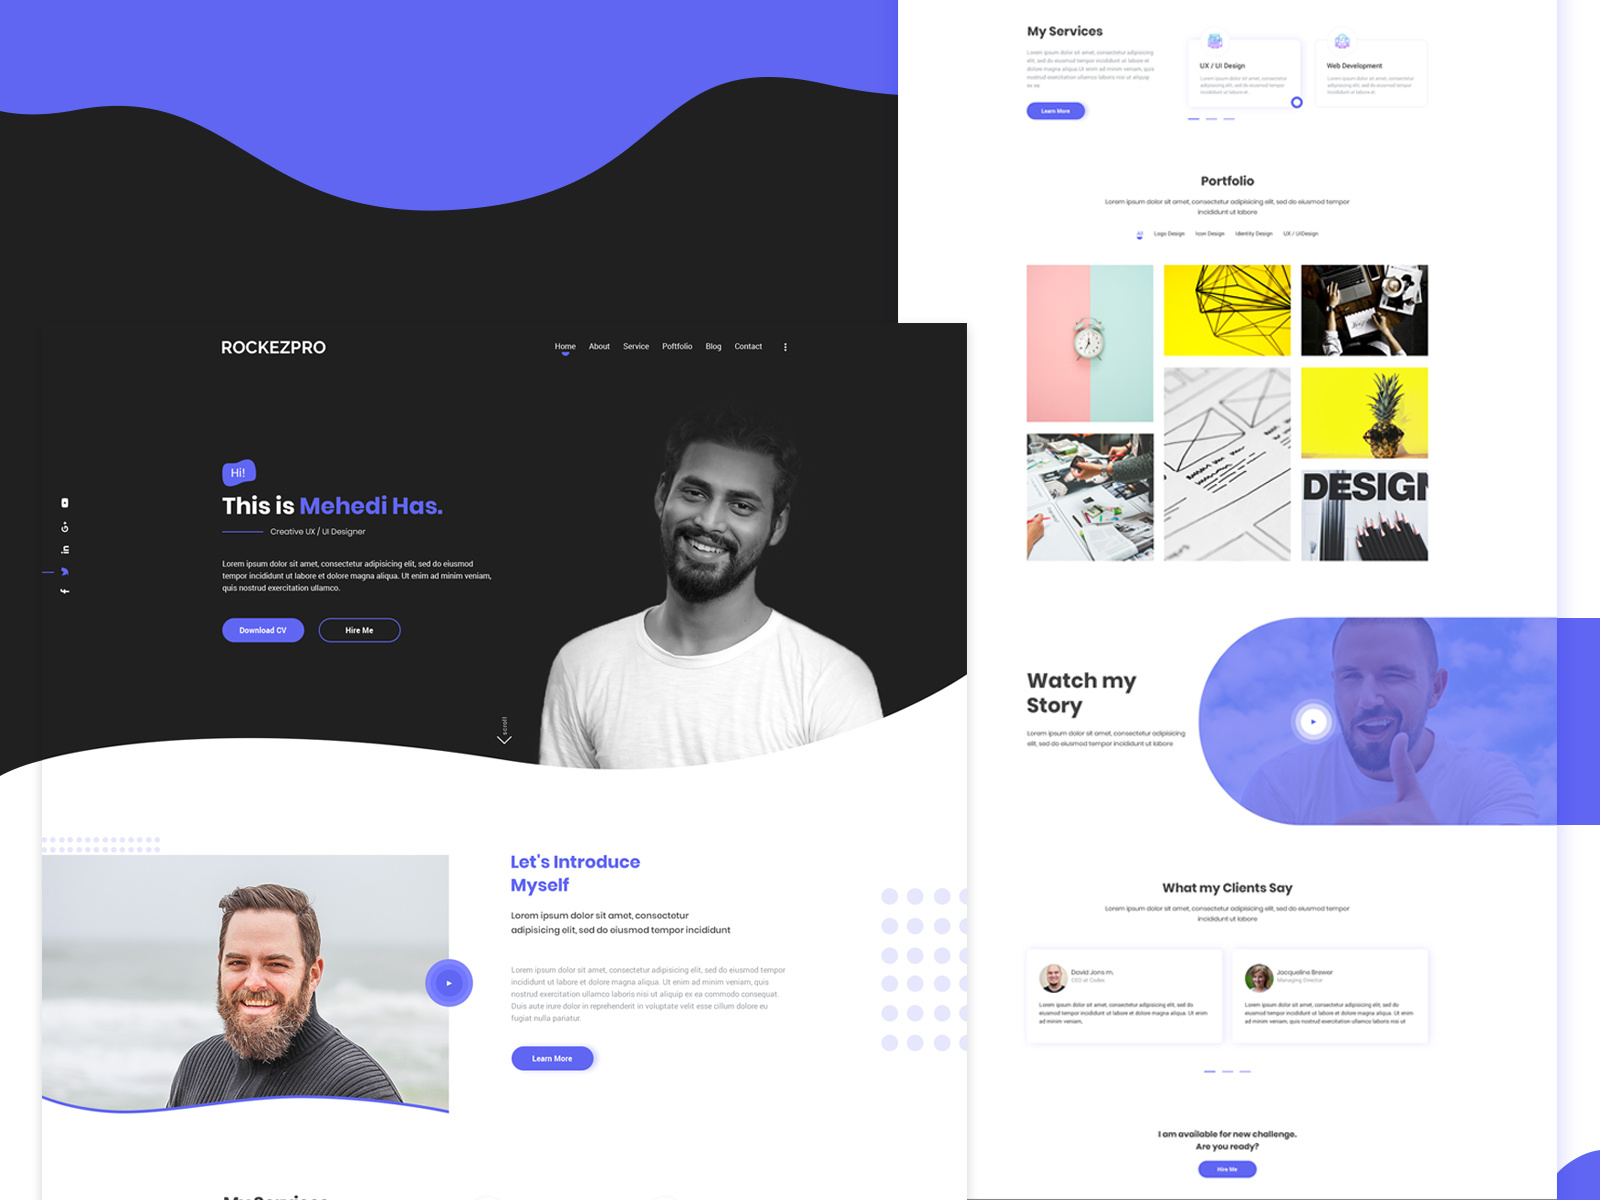 ROCKEZPRO
Home About Service Poftfolio Blog Contact
Hi!
This is Mehedi Has.
Creative UX / UI Designer
Lorem ipsum dolor sit amet, consectetur adipisicing elit, sed do eiusmod
tempor incididunt ut labore et dolore magna aliqua. Ut enim ad minim veniam,
quis nostrud exercitation ullamco.
Download CV
Hire Me
scroll
Let's Introduce
Myself
Lorem ipsum dolor sit amet, consectetur
adipisicing elit, sed do eiusmod tempor incididunt
Lorem ipsum dolor sit amet, consectetur adipisicing elit, sed do eiusmod tempor
incididunt ut labore et dolore magna aliqua. Ut enim ad minim veniam, quis
nostrud exercitation ullamco laboris nisi ut aliquip ex ea commodo consequat.
Duis aute irure dolor in reprehenderit in voluptate velit esse cillum dolore eu
fugiat nulla pariatur.
Learn More
My Services
My Services
Lorem ipsum dolor sit amet, consectetur adipisicing
elit, sed do eiusmod tempor incididunt ut labore et
dolore magna aliqua. Ut enim ad minim veniam, quis
nostrud exercitation ullamco laboris nisi ut aliquip
ex ea
Learn More
UX / UI Design
Lorem ipsum dolor sit amet, consectetur
adipisicing elit, sed do eiusmod tempor
incididunt ut labore et
Web Development
Lorem ipsum dolor sit amet, consectetur
adipisicing elit, sed do eiusmod tempor
incididunt ut labore et
Portfolio
Lorem ipsum dolor sit amet, consectetur adipisicing elit, sed do eiusmod tempor
incididunt ut labore
All Logo Design Icon Design Identity Design UX / UIDesign
DESIGN
Watch my
Story
Lorem ipsum dolor sit amet, consectetur adipisicing
elit, sed do eiusmod tempor incididunt ut labore
What my Clients Say
Lorem ipsum dolor sit amet, consectetur adipisicing elit, sed do eiusmod tempor
incididunt ut labore
David Jons m.
CEO at Coller
Lorem ipsum dolor sit amet, consectetur adipisicing elit, sed do
eiusmod tempor incididunt ut labore et dolore magna aliqua. Ut enim
ad minim veniam,
Jacqueline Brewer
Managing Director
Lorem ipsum dolor sit amet, consectetur adipisicing elit, sed do
eiusmod tempor incididunt ut labore et dolore magna aliqua. Ut enim
ad minim veniam, quis nostrud exercitation ullamco laboris nisi ut
I am available for new challenge.
Are you ready?
Hire Me